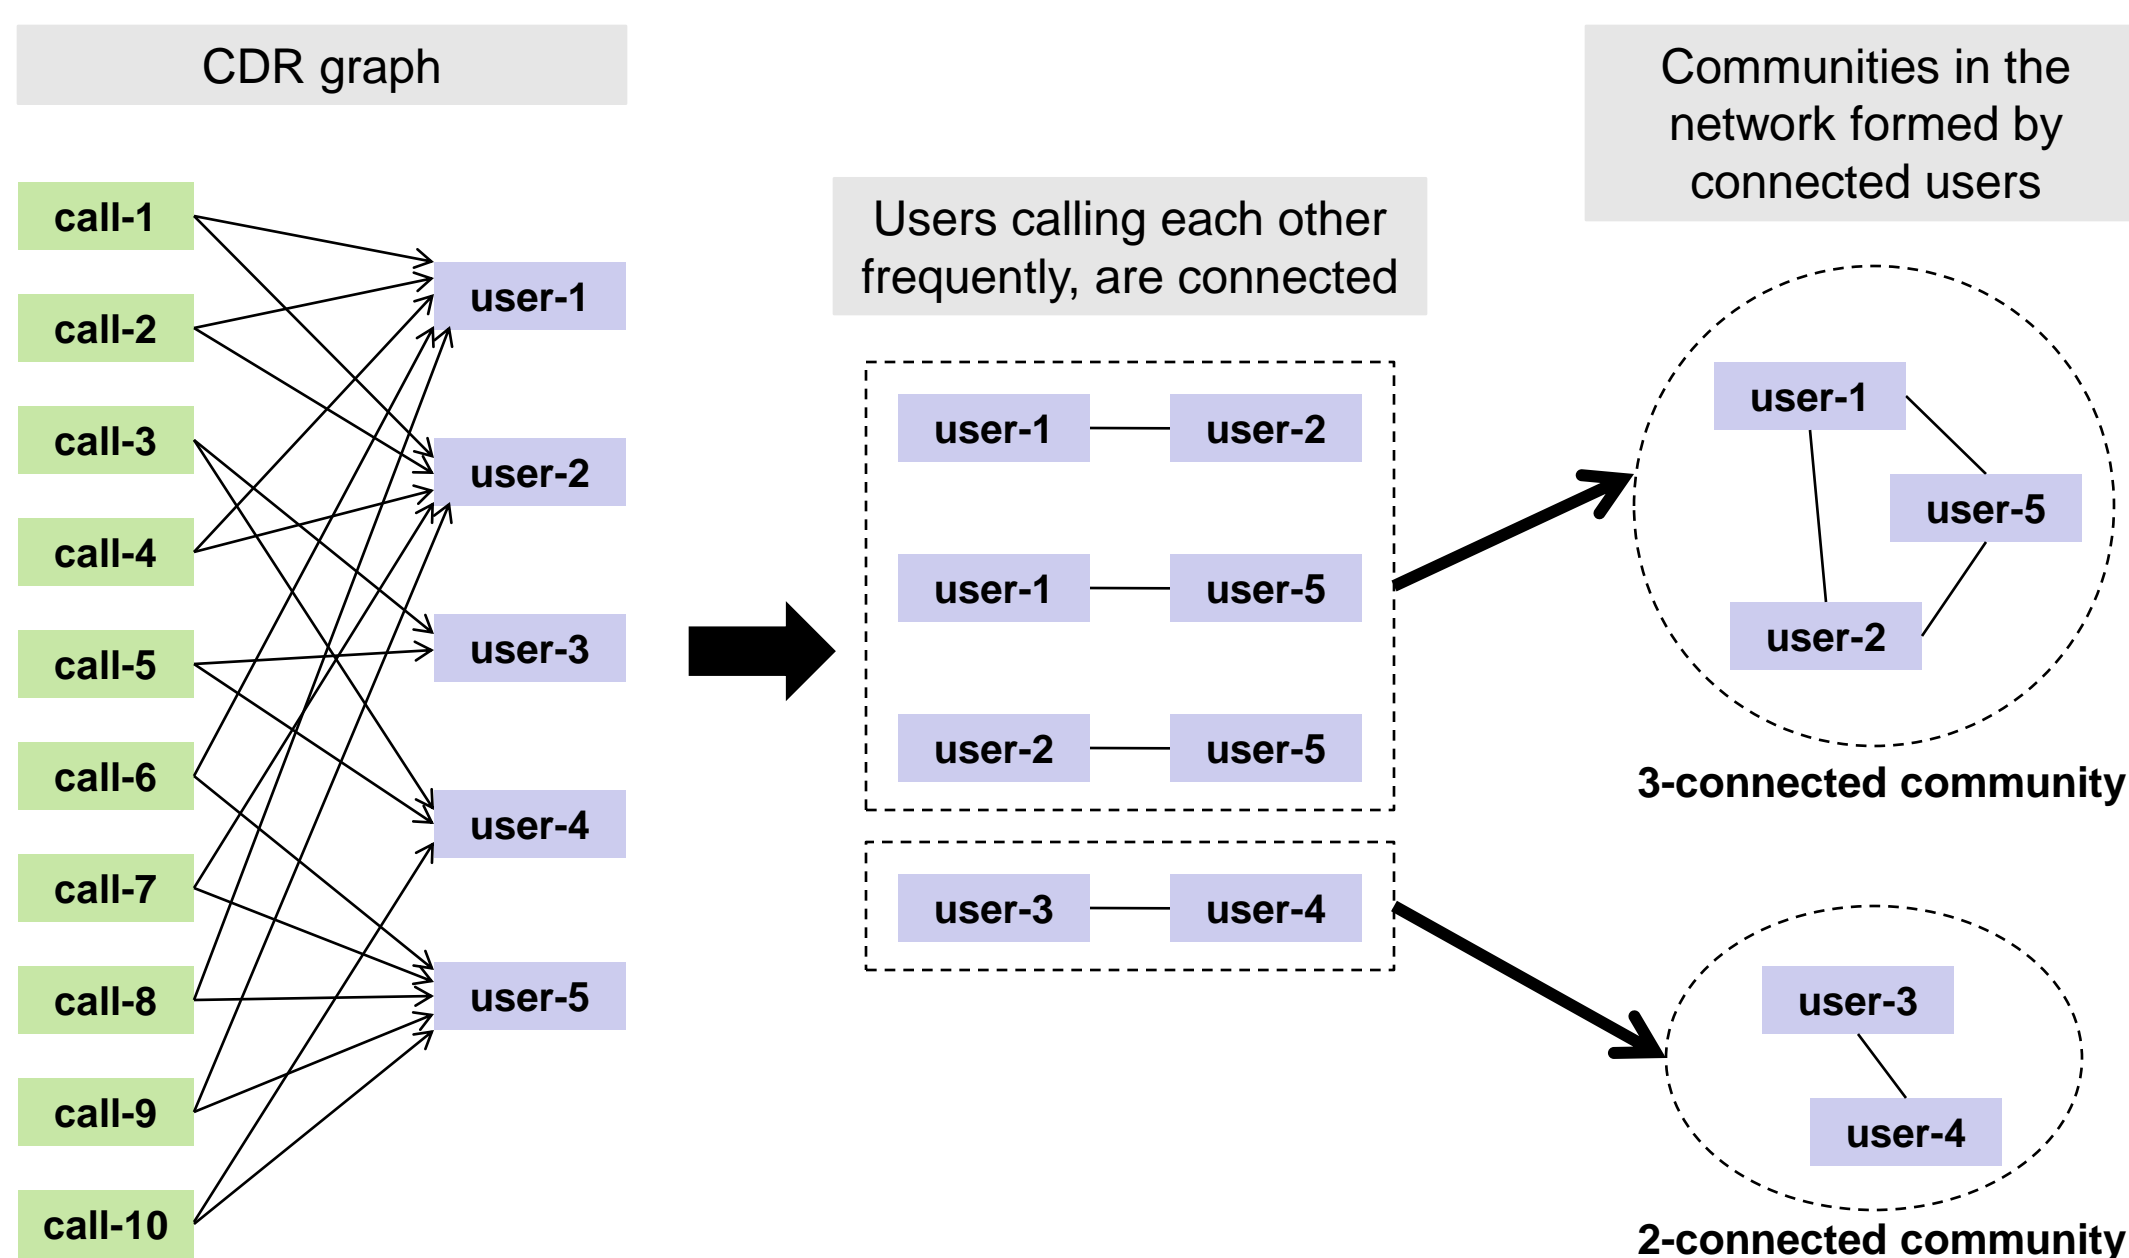 CDR graph
call-1
call-2
call-3
call-4
call-5
call-6
call-7
call-8
call-9
call-10
user-1
user-2
user-3
user-4
user-5
Users calling each other
frequently, are connected
user-1 user-2
user-1 user-5
user-2 user-5
user-3 user-4
Communities in the
network formed by
connected users
user-1
user-5
user-2
3-connected community
user-3
user-4
2-connected community